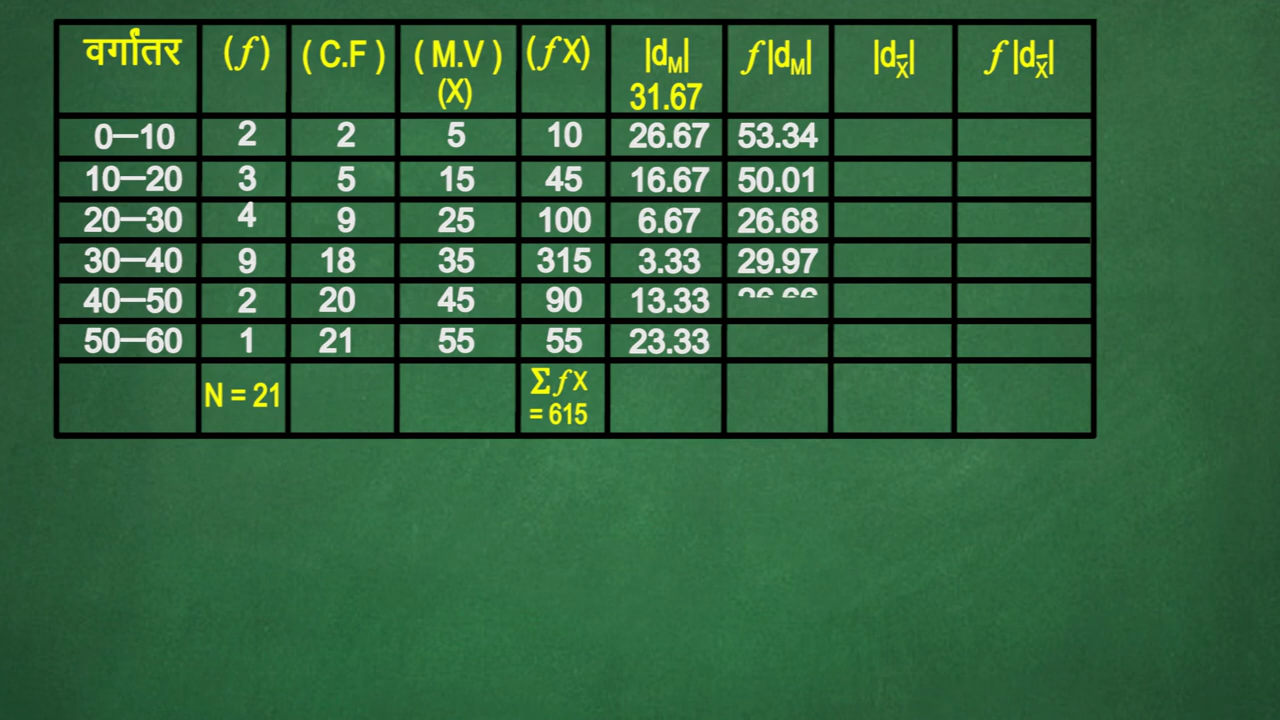 वर्गांतर (f) ( C.F ) ( M.V ) (X) (fX) |dM| 31.67 f|dM| |dX̄| f|dX̄|
0—10 2 2 5 10 26.67 53.34
10—20 3 5 15 45 16.67 50.01
20—30 4 9 25 100 6.67 26.68
30—40 9 18 35 315 3.33 29.97
40—50 2 20 45 90 13.33
50—60 1 21 55 55 23.33
N = 21 Σfx = 615